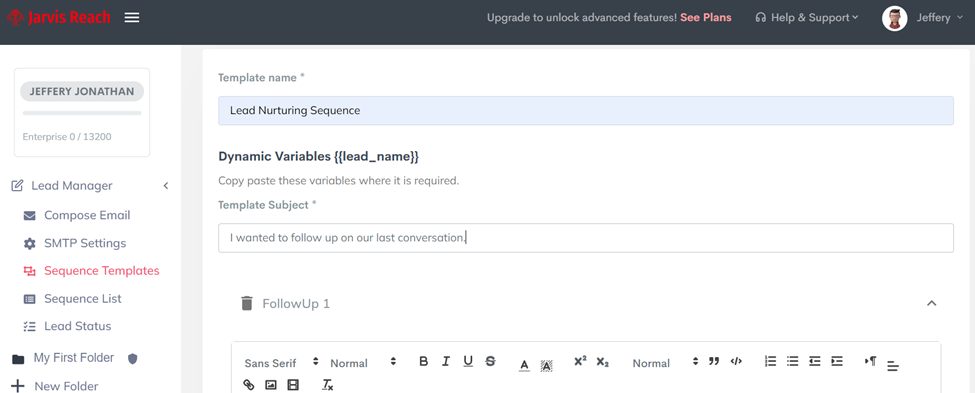 Jarvis Reach
Upgrade to unlock advanced features! See Plans
Help & Support
Jeffery
JEFFERY JONATHAN
Enterprise 0 / 13200
Lead Manager
Compose Email
SMTP Settings
Sequence Templates
Sequence List
Lead Status
My First Folder
New Folder
Template name *
Lead Nurturing Sequence
Dynamic Variables {{lead_name}}
Copy paste these variables where it is required.
Template Subject *
I wanted to follow up on our last conversation.
FollowUp 1
Sans Serif Normal B I U S A A X² X₂ Normal